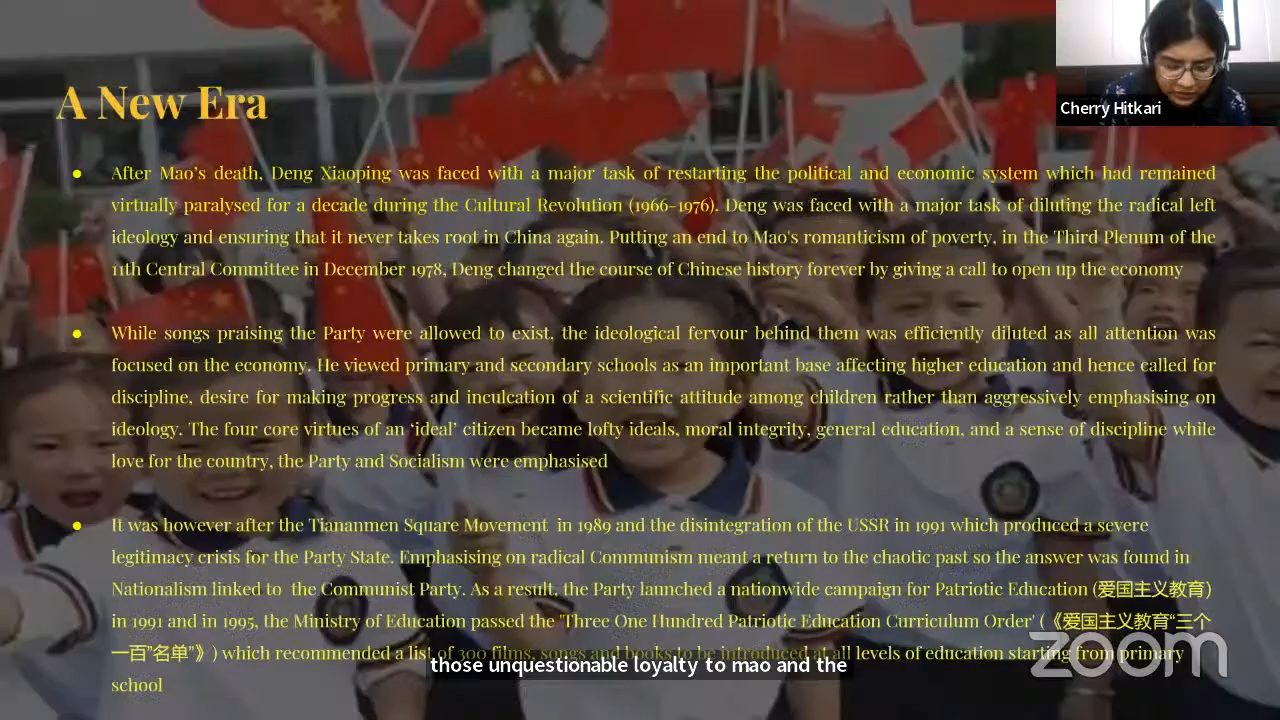 A New Era
Cherry Hitkari
● After Mao's death, Deng Xiaoping was faced with a major task of restarting the political and economic system which had remained
virtually paralysed for a decade during the Cultural Revolution (1966-1976). Deng was faced with a major task of diluting the radical left
ideology and ensuring that it never takes root in China again. Putting an end to Mao's romanticism of poverty, in the Third Plenum of the
11th Central Committee in December 1978, Deng changed the course of Chinese history forever by giving a call to open up the economy
● While songs praising the Party were allowed to exist, the ideological fervour behind them was efficiently diluted as all attention was
focused on the economy. He viewed primary and secondary schools as an important base affecting higher education and hence called for
discipline, desire for making progress and inculcation of a scientific attitude among children rather than aggressively emphasising on
ideology. The four core virtues of an ‘ideal’ citizen became lofty ideals, moral integrity, general education, and a sense of discipline while
love for the country, the Party and Socialism were emphasised
● It was however after the Tiananmen Square Movement in 1989 and the disintegration of the USSR in 1991 which produced a severe
legitimacy crisis for the Party State. Emphasising on radical Communism meant a return to the chaotic past so the answer was found in
Nationalism linked to the Communist Party. As a result, the Party launched a nationwide campaign for Patriotic Education (爱国主义教育)
in 1991 and in 1995, the Ministry of Education passed the 'Three One Hundred Patriotic Education Curriculum Order' (《爱国主义教育“三个
一百”名单”》) which recommended a list of 300 films, songs and books to be introduced at all levels of education starting from primary
school
those unquestionable loyalty to mao and the
zoom